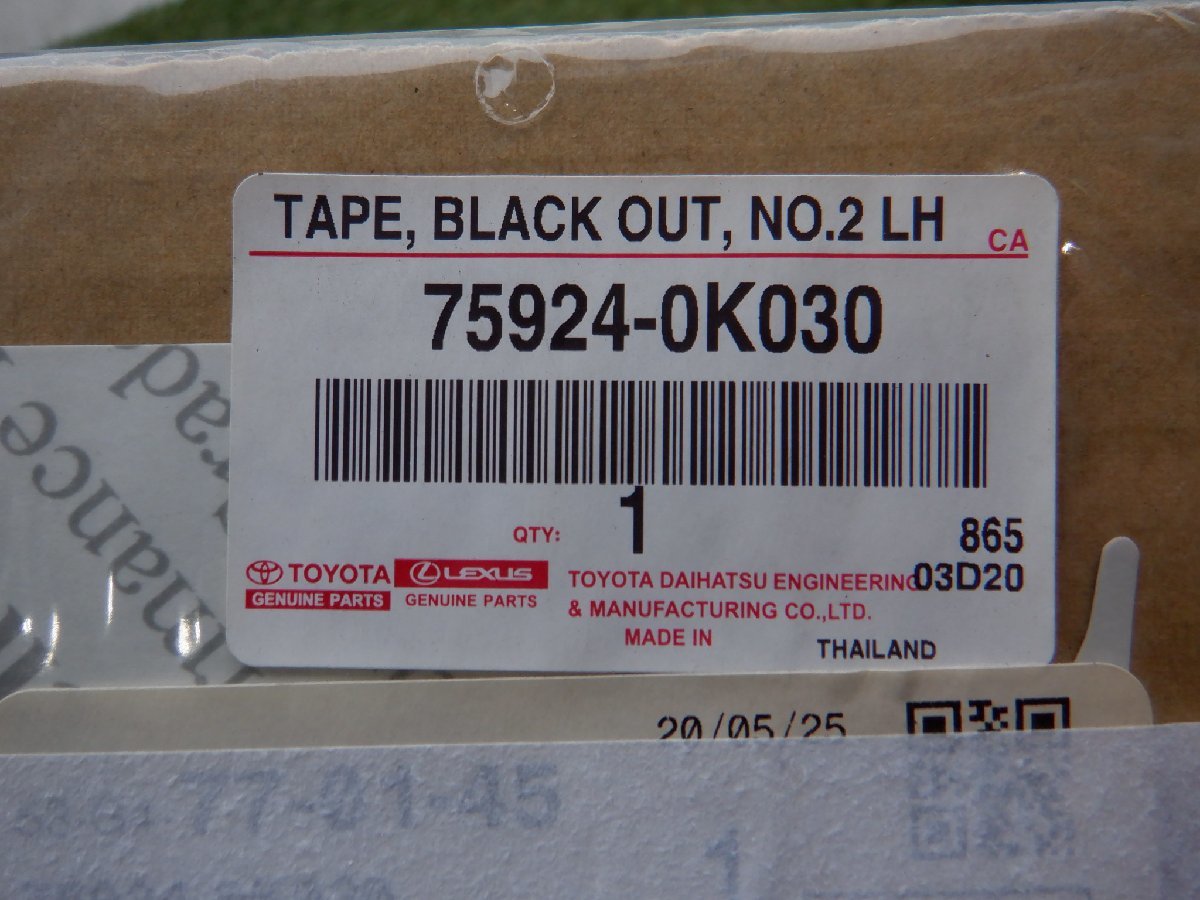 TAPE, BLACK OUT, NO.2 LH
CA
75924-0K030
QTY: 1
865
03D20
TOYOTA
GENUINE PARTS
LEXUS
GENUINE PARTS
TOYOTA DAIHATSU ENGINEERING
& MANUFACTURING CO.,LTD.
MADE IN THAILAND
20/05/25
77-01-45
1